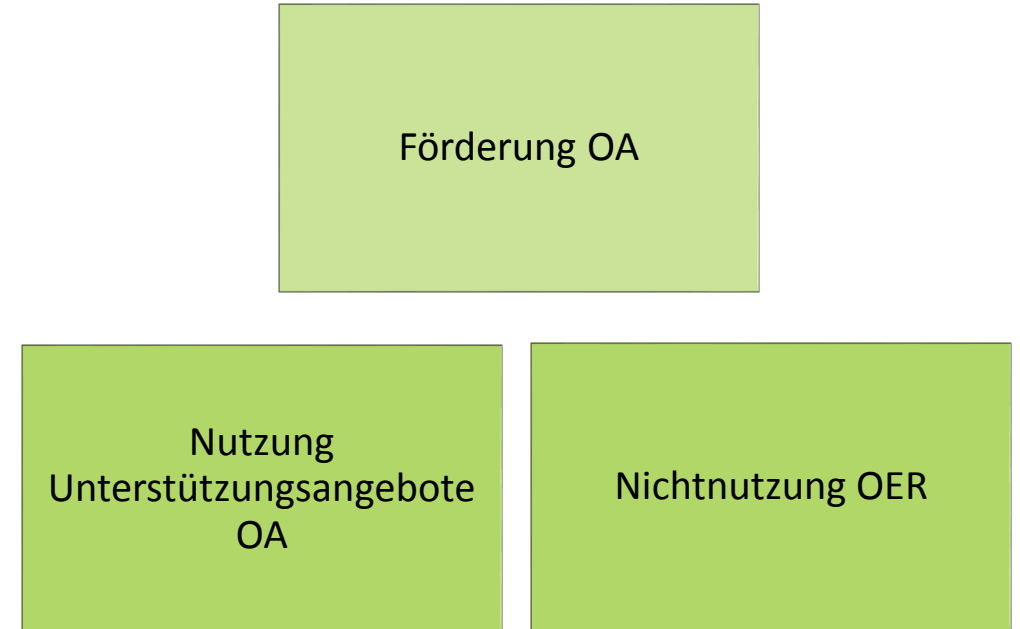 Förderung OA
Nutzung
Unterstützungsangebote
OA
Nichtnutzung OER